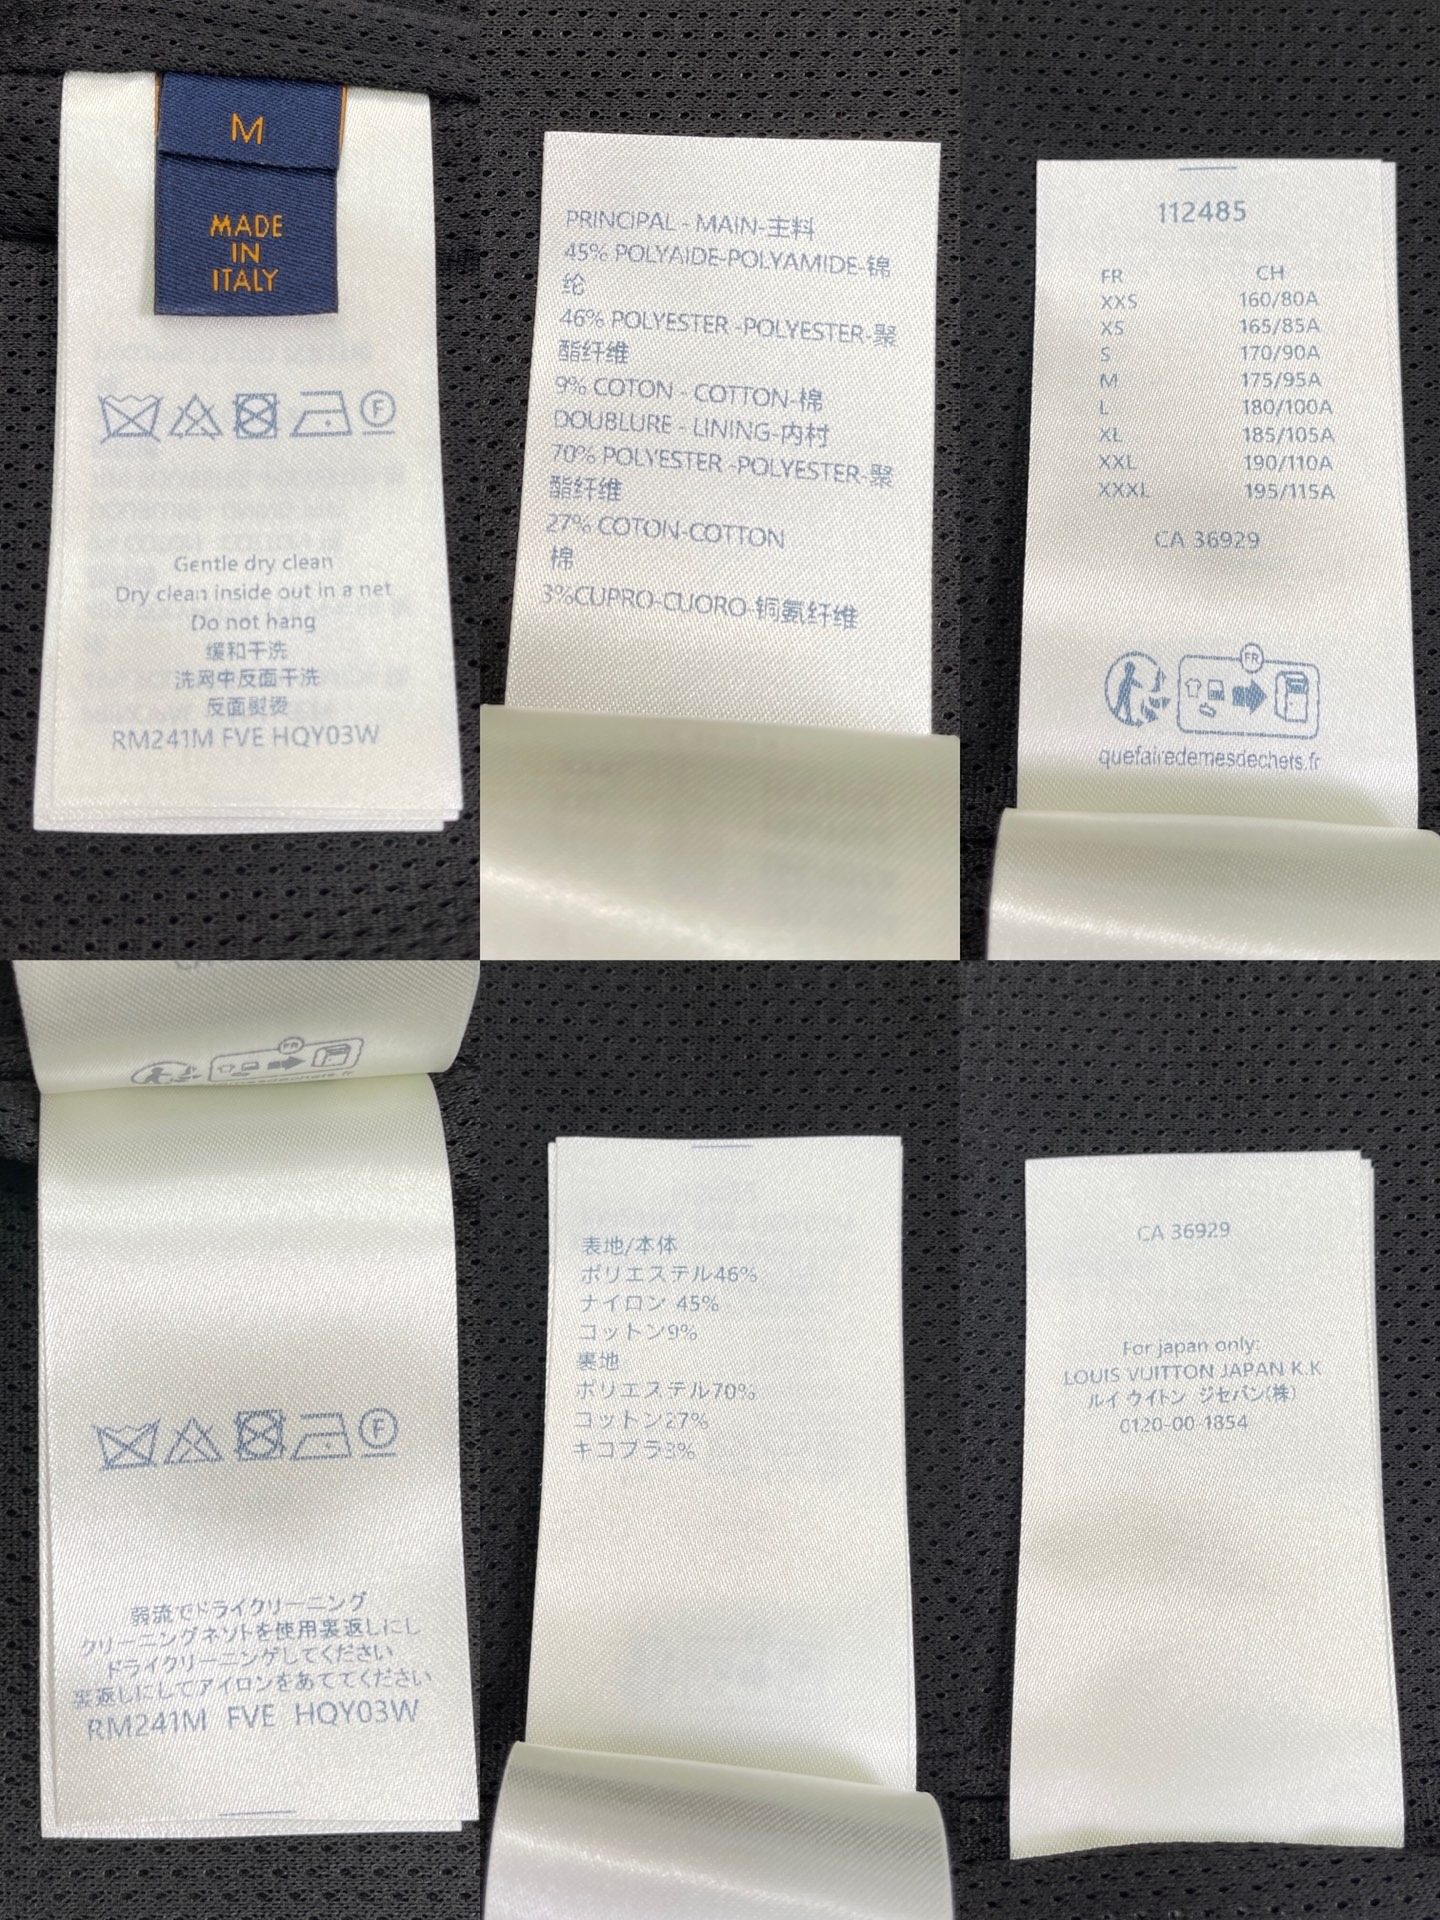 M
MADE
IN
ITALY
Gentle dry clean
Dry clean inside out in a net
Do not hang
缓和干洗
洗网中反面干洗
反面熨烫
RM241M FVE HQY03W
PRINCIPAL - MAIN-主料
45% POLYAIDE-POLYAMIDE-锦
纶
46% POLYESTER -POLYESTER-聚
酯纤维
9% COTON - COTTON-棉
DOUBLURE - LINING-内村
70% POLYESTER -POLYESTER-聚
酯纤维
27% COTON-COTTON
棉
3%CUPRO-CUORO-铜氨纤维
112485
FR CH
XXS 160/80A
XS 165/85A
S 170/90A
M 175/95A
L 180/100A
XL 185/105A
XXL 190/110A
XXXL 195/115A
CA 36929
FR
quefairedemesdechets.fr
F
FR
F
弱流でドライクリーニング
クリーニングネソトを使用裏返しにし
ドライクリーニンゲしてください
裏返しにしてアイロンをあててください
RM241M FVE HQY03W
表地/本体
ポリエステル46%
ナイロン 45%
コットン9%
裏地
ポリエステル70%
コットン27%
キコプラ3%
CA 36929
For japan only:
LOUIS VUITTON JAPAN K.K
ルイ ウイトン ジセパン(株)
0120-00-1854